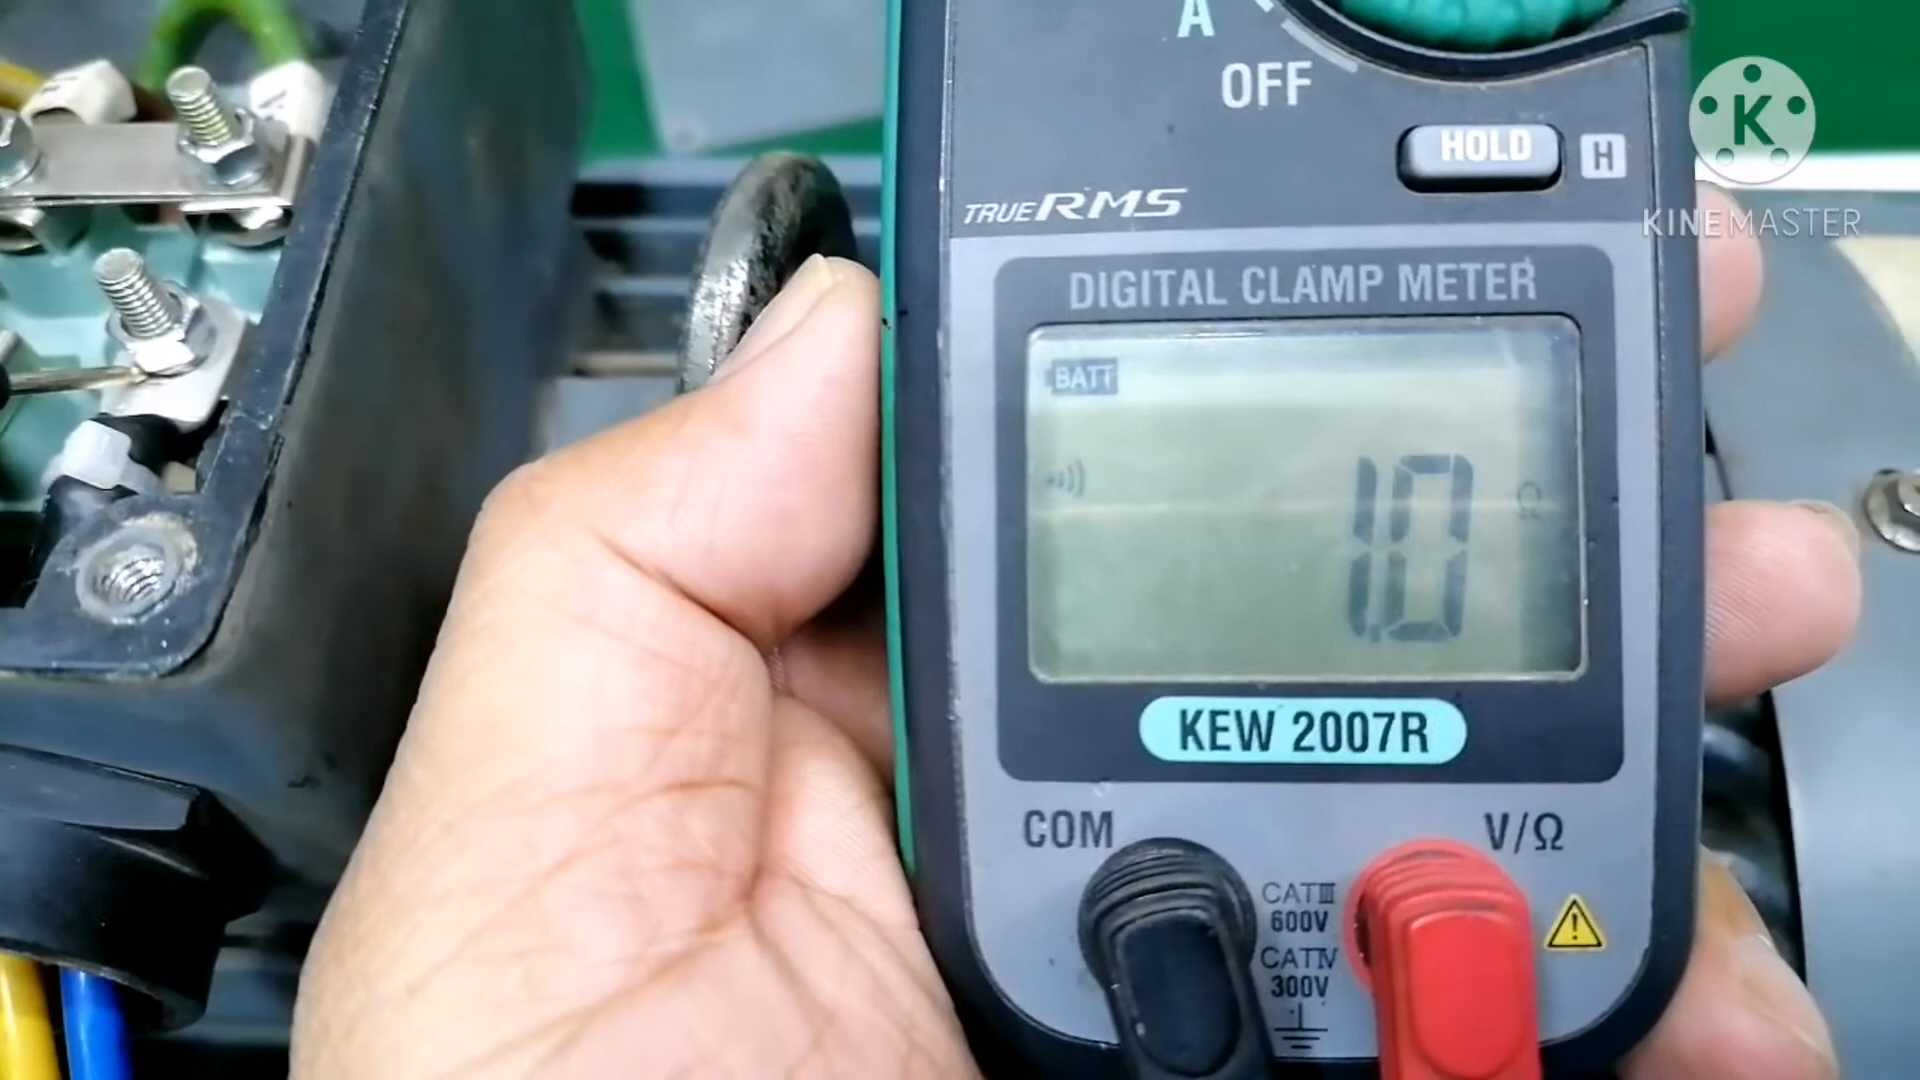 A
OFF
HOLD H
K
KINEMASTER
TRUE RMS
DIGITAL CLAMP METER
BATT
1.0 Ω
KEW 2007R
COM V/Ω
CAT III
600V
CAT IV
300V